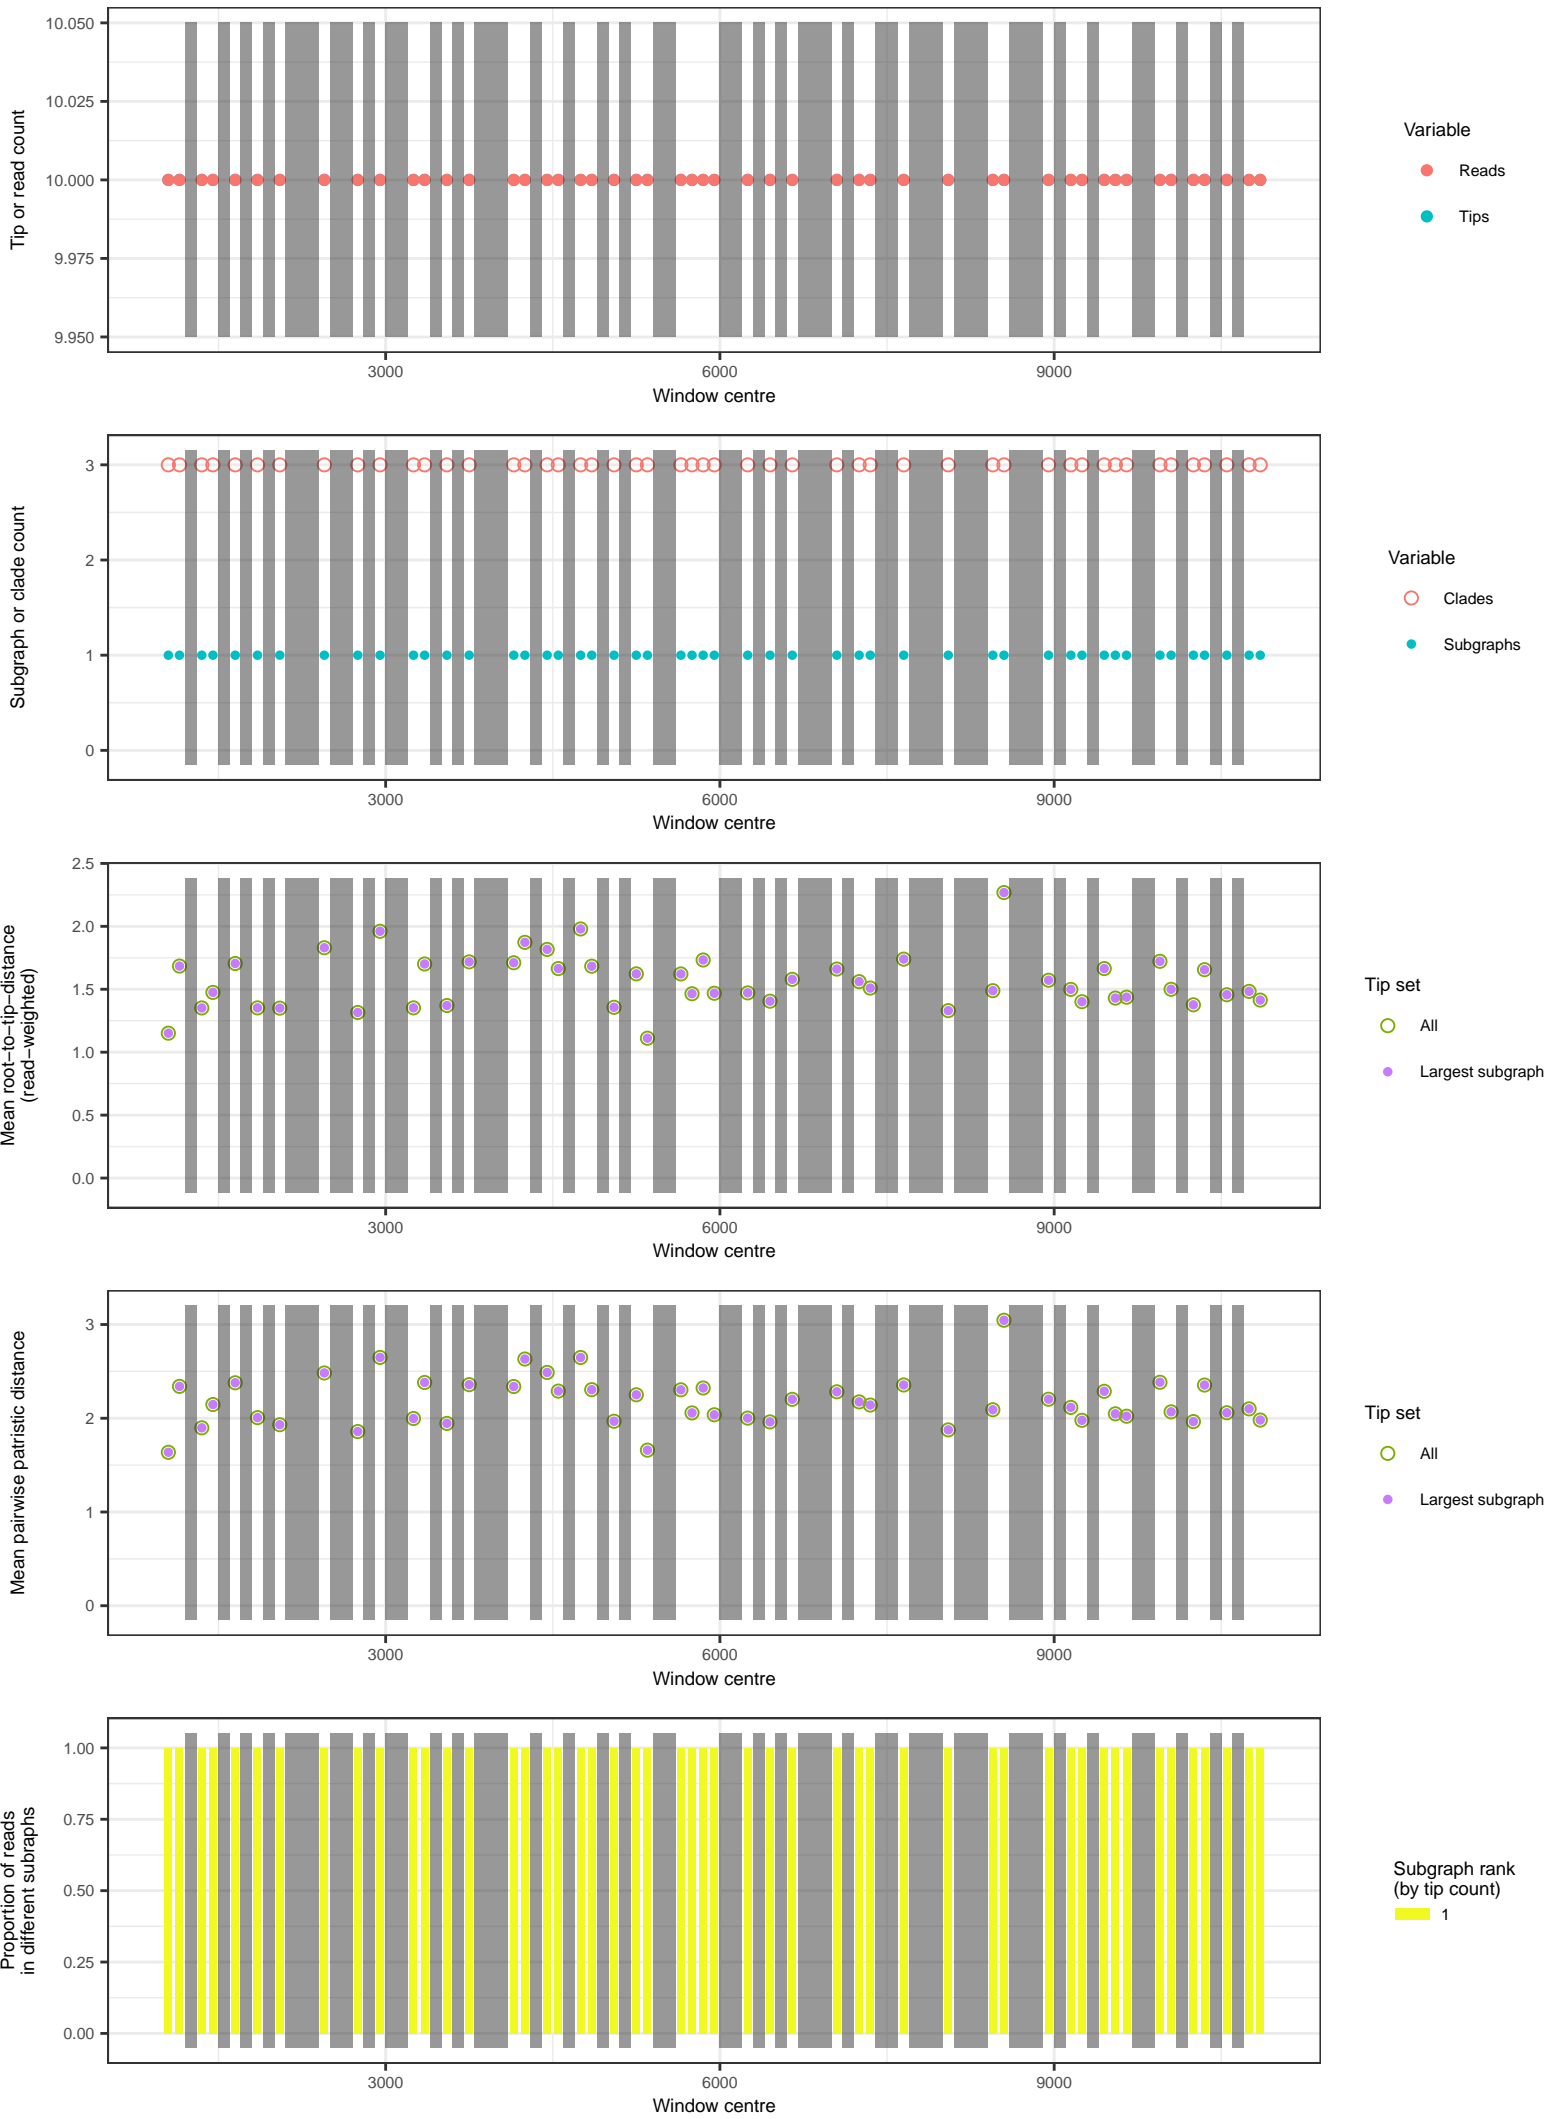 10.050
10.025
10.000
9.975
9.950
Tip or read count
3000
6000
9000
Window centre
Variable
Reads
Tips
3
2
1
0
Subgraph or clade count
3000
6000
9000
Window centre
Variable
Clades
Subgraphs
2.5
2.0
1.5
1.0
0.5
0.0
Mean root−to−tip−distance
(read−weighted)
3000
6000
9000
Window centre
Tip set
All
Largest subgraph
3
2
1
0
Mean pairwise patristic distance
3000
6000
9000
Window centre
Tip set
All
Largest subgraph
1.00
0.75
0.50
0.25
0.00
Proportion of reads
in different subraphs
3000
6000
9000
Window centre
Subgraph rank
(by tip count)
1